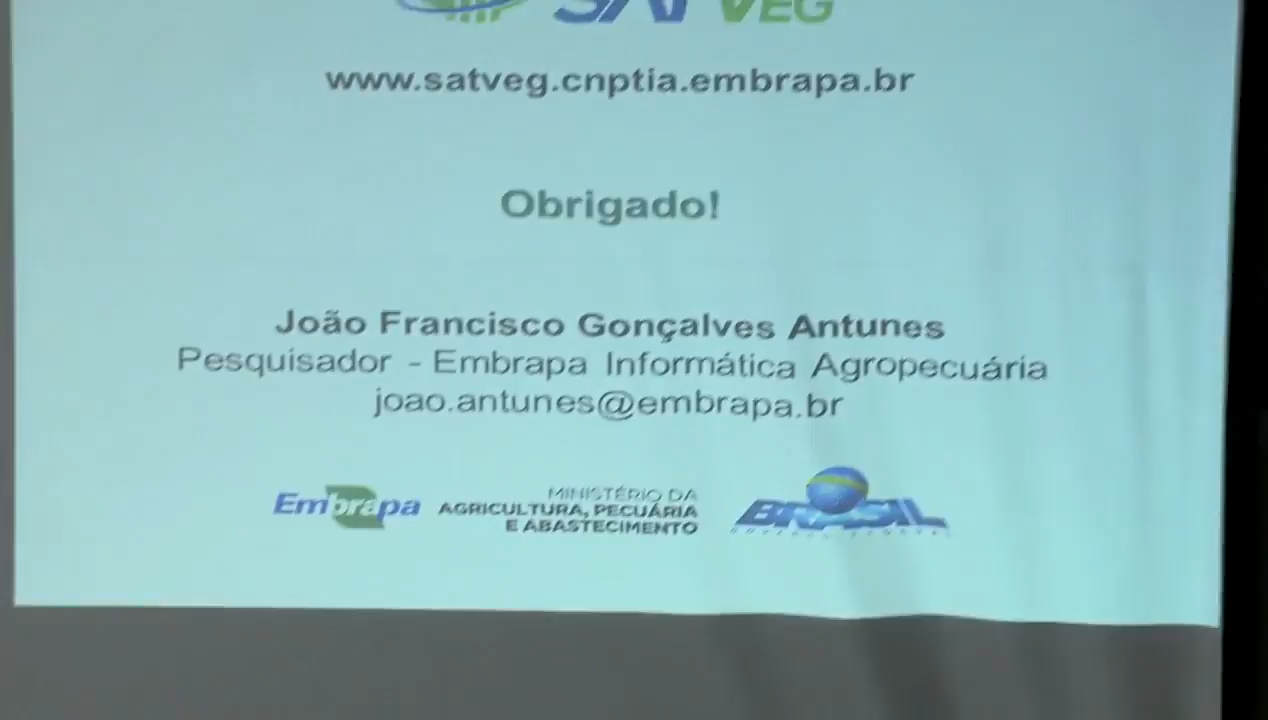 SATVEG
www.satveg.cnptia.embrapa.br
Obrigado!
João Francisco Gonçalves Antunes
Pesquisador - Embrapa Informática Agropecuária
joao.antunes@embrapa.br
Embrapa
MINISTÉRIO DA
AGRICULTURA, PECUÁRIA
E ABASTECIMENTO
BRASIL